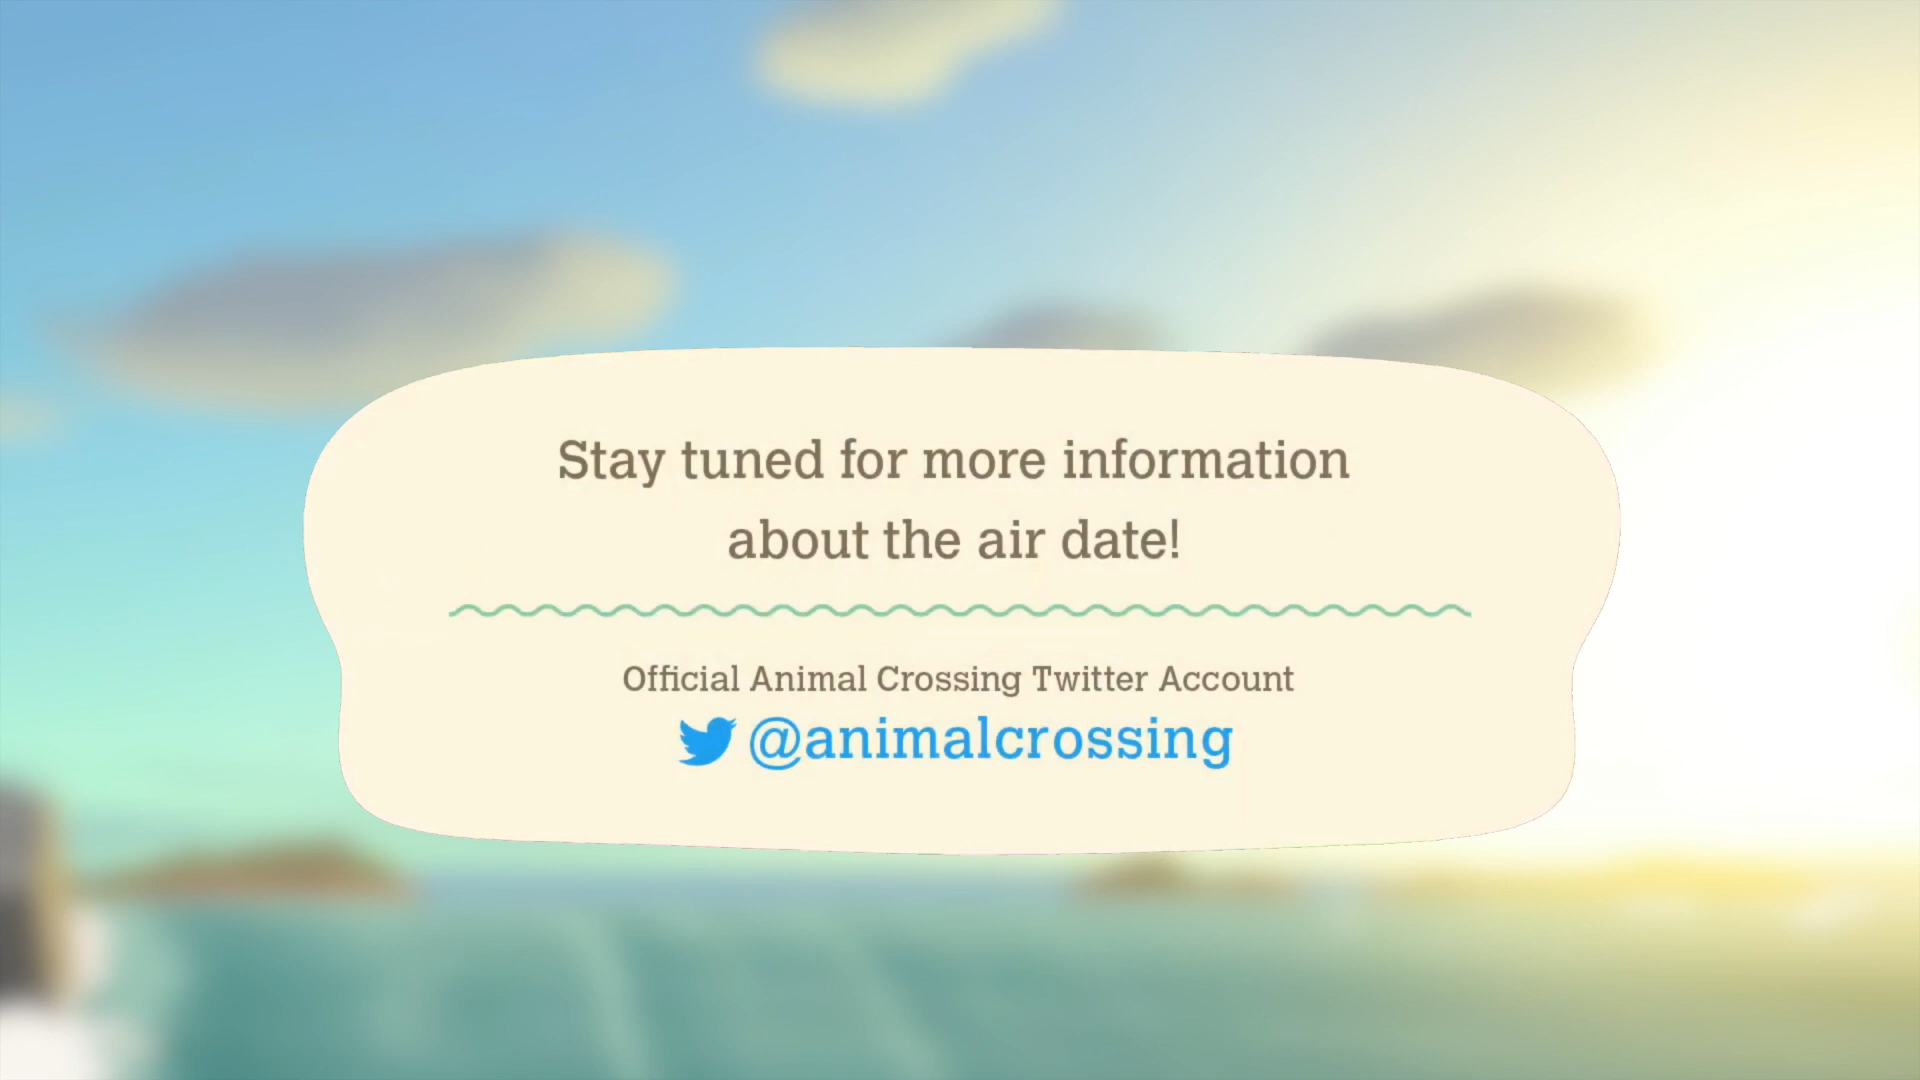 Stay tuned for more information
about the air date!
Official Animal Crossing Twitter Account
@animalcrossing